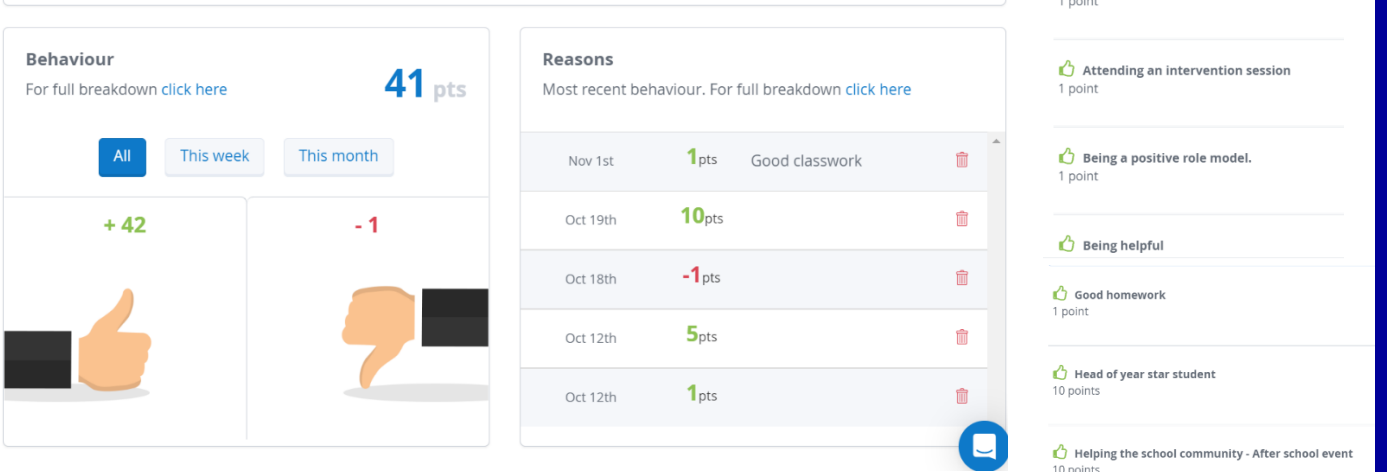 Behaviour
For full breakdown click here
41 pts
All
This week
This month
+ 42
- 1
Reasons
Most recent behaviour. For full breakdown click here
Nov 1st 1pts Good classwork
Oct 19th 10pts
Oct 18th -1pts
Oct 12th 5pts
Oct 12th 1pts
1 point
Attending an intervention session
1 point
Being a positive role model.
1 point
Being helpful
Good homework
1 point
Head of year star student
10 points
Helping the school community - After school event
10 points